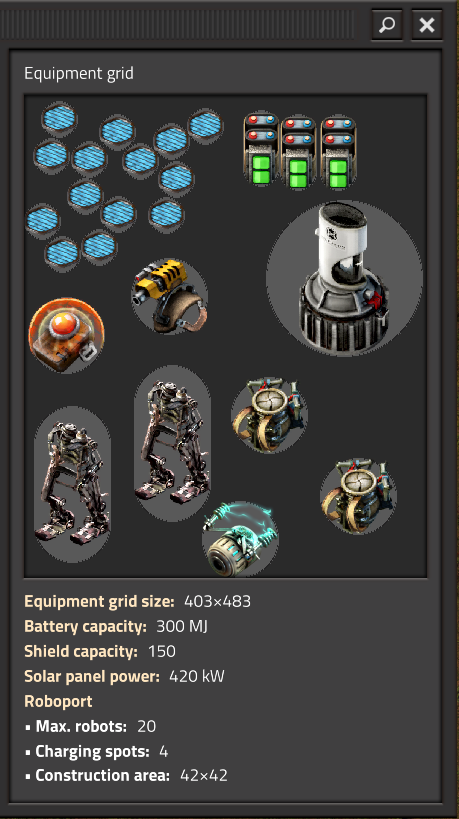 Equipment grid
Equipment grid size: 403×483
Battery capacity: 300 MJ
Shield capacity: 150
Solar panel power: 420 kW
Roboport
▪ Max. robots: 20
▪ Charging spots: 4
▪ Construction area: 42×42